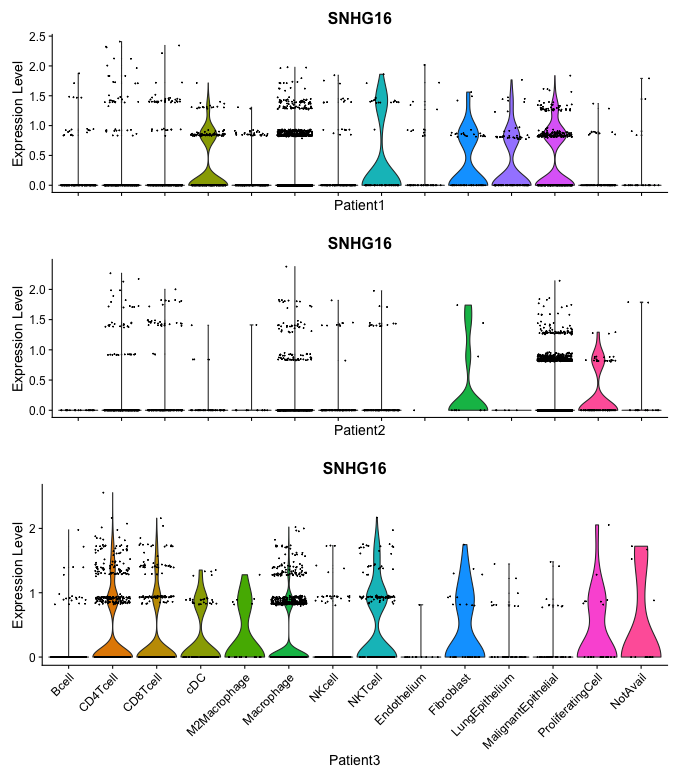 SNHG16
Expression Level
2.5
2.0
1.5
1.0
0.5
0.0
Patient1
SNHG16
Expression Level
2.0
1.5
1.0
0.5
0.0
Patient2
SNHG16
Expression Level
2
1
0
Bcell
CD4Tcell
CD8Tcell
cDC
M2Macrophage
Macrophage
NKcell
NKTcell
Endothelium
Fibroblast
LungEpithelium
MalignantEpithelial
ProliferatingCell
NotAvail
Patient3